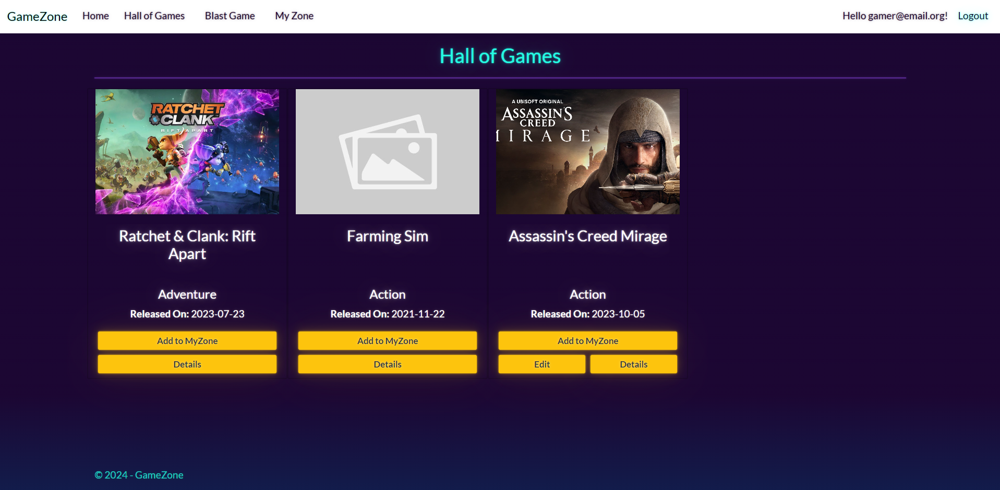 GameZone Home Hall of Games Blast Game My Zone Hello gamer@email.org! Logout
Hall of Games
RATCHET
CLANK
RIFT APART
A UBISOFT ORIGINAL
ASSASSIN'S
CREED
MIRAGE
Ratchet & Clank: Rift
Apart
Farming Sim
Assassin's Creed Mirage
Adventure
Action
Action
Released On: 2023-07-23
Released On: 2021-11-22
Released On: 2023-10-05
Add to MyZone
Add to MyZone
Add to MyZone
Details
Details
Edit
Details
© 2024 - GameZone